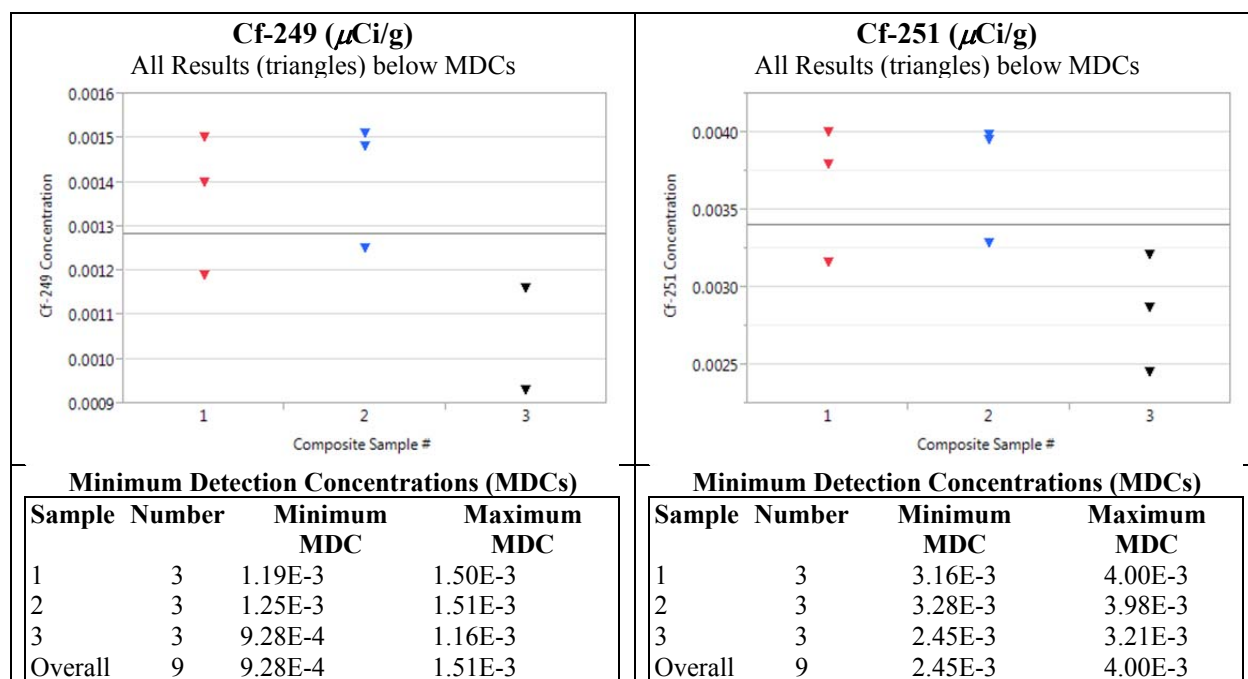 Cf-249 (μCi/g)
All Results (triangles) below MDCs
0.0016
0.0015
0.0014
0.0013
0.0012
0.0011
0.0010
0.0009
Cf-249 Concentration
1 2 3
Composite Sample #
Minimum Detection Concentrations (MDCs)
Sample Number Minimum MDC Maximum MDC
1 3 1.19E-3 1.50E-3
2 3 1.25E-3 1.51E-3
3 3 9.28E-4 1.16E-3
Overall 9 9.28E-4 1.51E-3
Cf-251 (μCi/g)
All Results (triangles) below MDCs
0.0040
0.0035
0.0030
0.0025
Cf-251 Concentration
1 2 3
Composite Sample #
Minimum Detection Concentrations (MDCs)
Sample Number Minimum MDC Maximum MDC
1 3 3.16E-3 4.00E-3
2 3 3.28E-3 3.98E-3
3 3 2.45E-3 3.21E-3
Overall 9 2.45E-3 4.00E-3